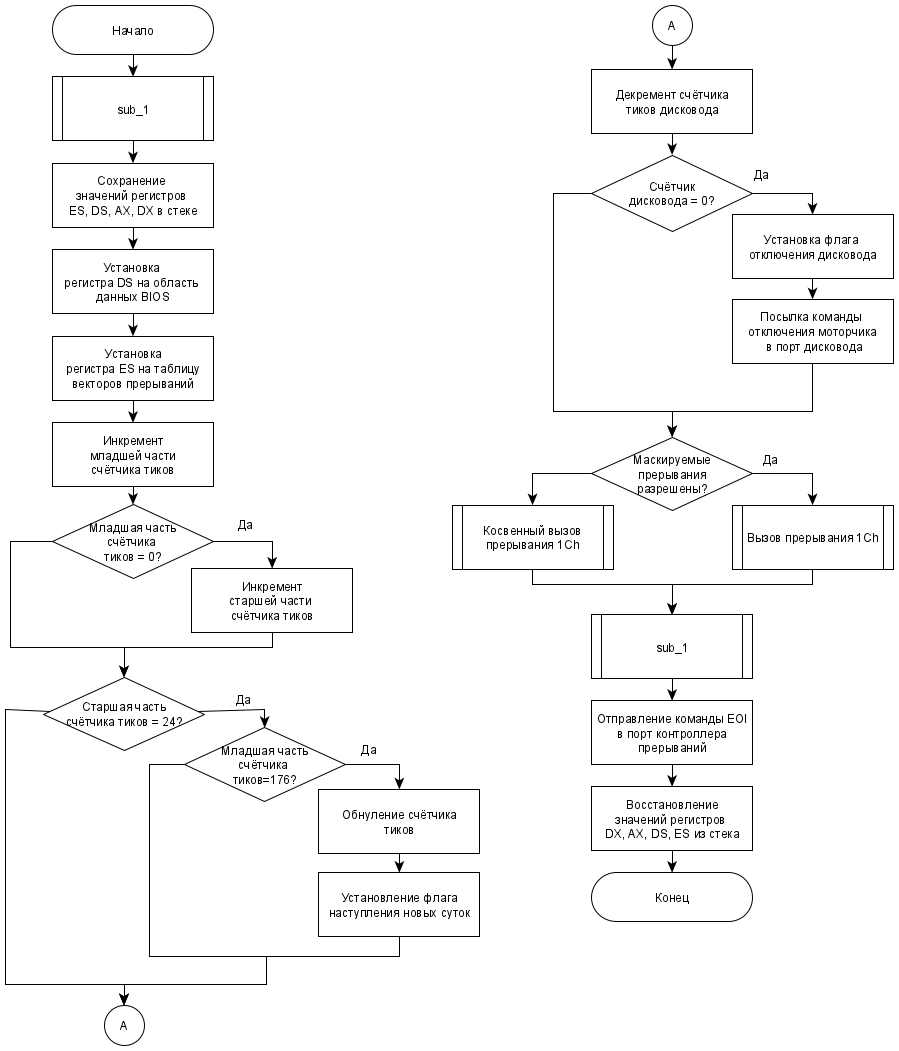 Начало
sub_1
Сохранение
значений регистров
ES, DS, AX, DX в стеке
Установка
регистра DS на область
данных BIOS
Установка
регистра ES на таблицу
векторов прерываний
Инкремент
младшей части
счётчика тиков
Младшая часть
счётчика
тиков = 0?
Да
Инкремент
старшей части
счётчика тиков
Старшая часть
счётчика тиков = 24?
Да
Младшая часть
счётчика
тиков=176?
Да
Обнуление счётчика
тиков
Установление флага
наступления новых суток
А
А
Декремент счётчика
тиков дисковода
Счётчик
дисковода = 0?
Да
Установка флага
отключения дисковода
Посылка команды
отключения моторчика
в порт дисковода
Маскируемые
прерывания
разрешены?
Да
Косвенный вызов
прерывания 1Ch
Вызов прерывания 1Ch
sub_1
Отправление команды EOI
в порт контроллера
прерываний
Восстановление
значений регистров
DX, AX, DS, ES из стека
Конец